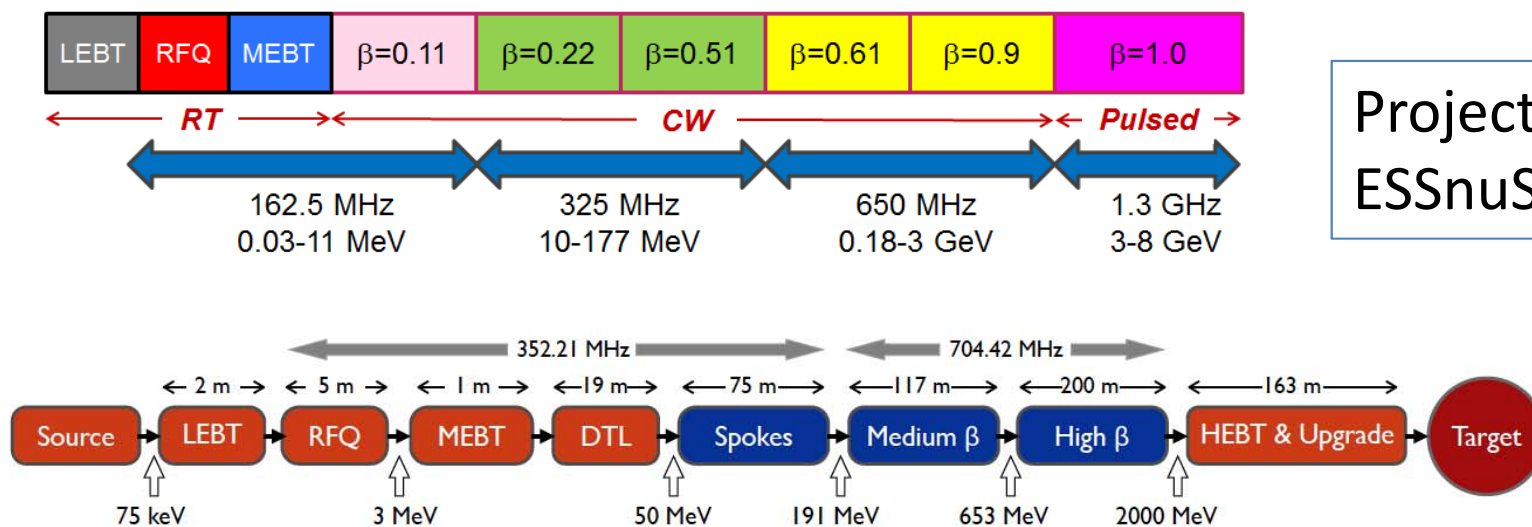 LEBT RFQ MEBT β=0.11 β=0.22 β=0.51 β=0.61 β=0.9 β=1.0
RT CW Pulsed
162.5 MHz 325 MHz 650 MHz 1.3 GHz
0.03-11 MeV 10-177 MeV 0.18-3 GeV 3-8 GeV
Project
ESSnuS
352.21 MHz 704.42 MHz
2 m 5 m 1 m 19 m 75 m 117 m 200 m 163 m
Source LEBT RFQ MEBT DTL Spokes Medium β High β HEBT & Upgrade Target
75 keV 3 MeV 50 MeV 191 MeV 653 MeV 2000 MeV